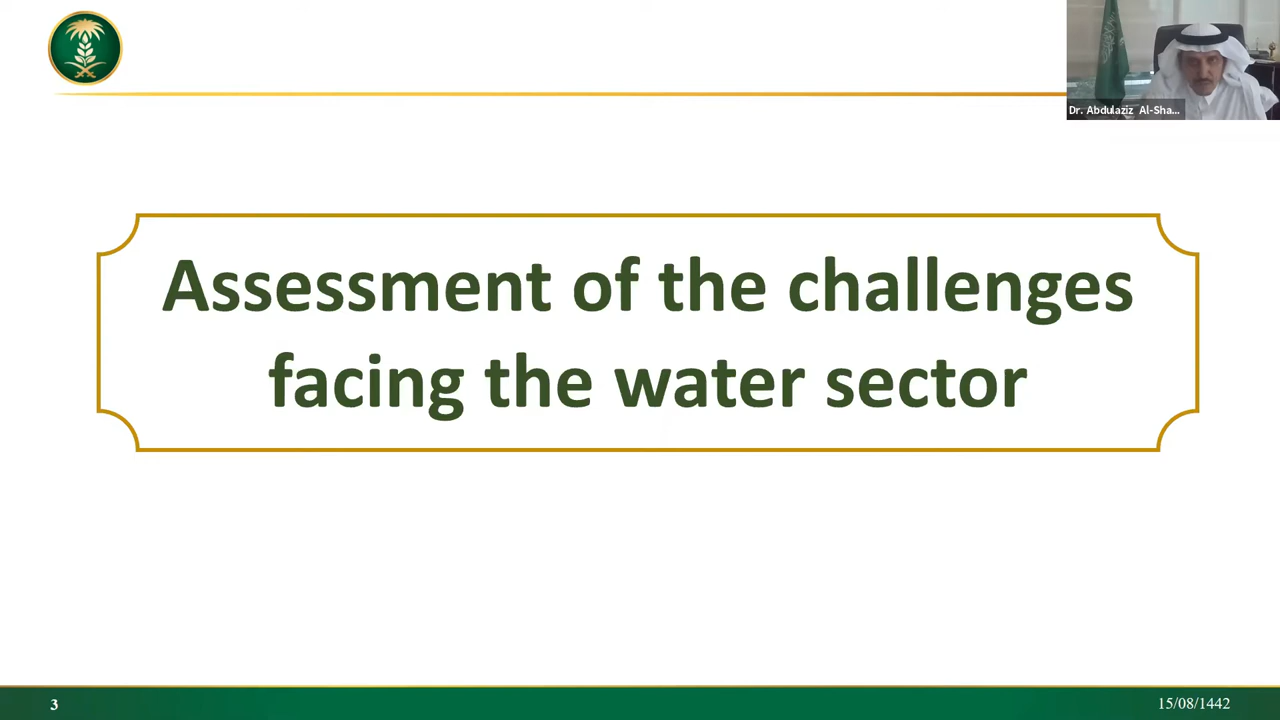 Dr. Abdulaziz Al-Sha...
Assessment of the challenges
facing the water sector
3
15/08/1442